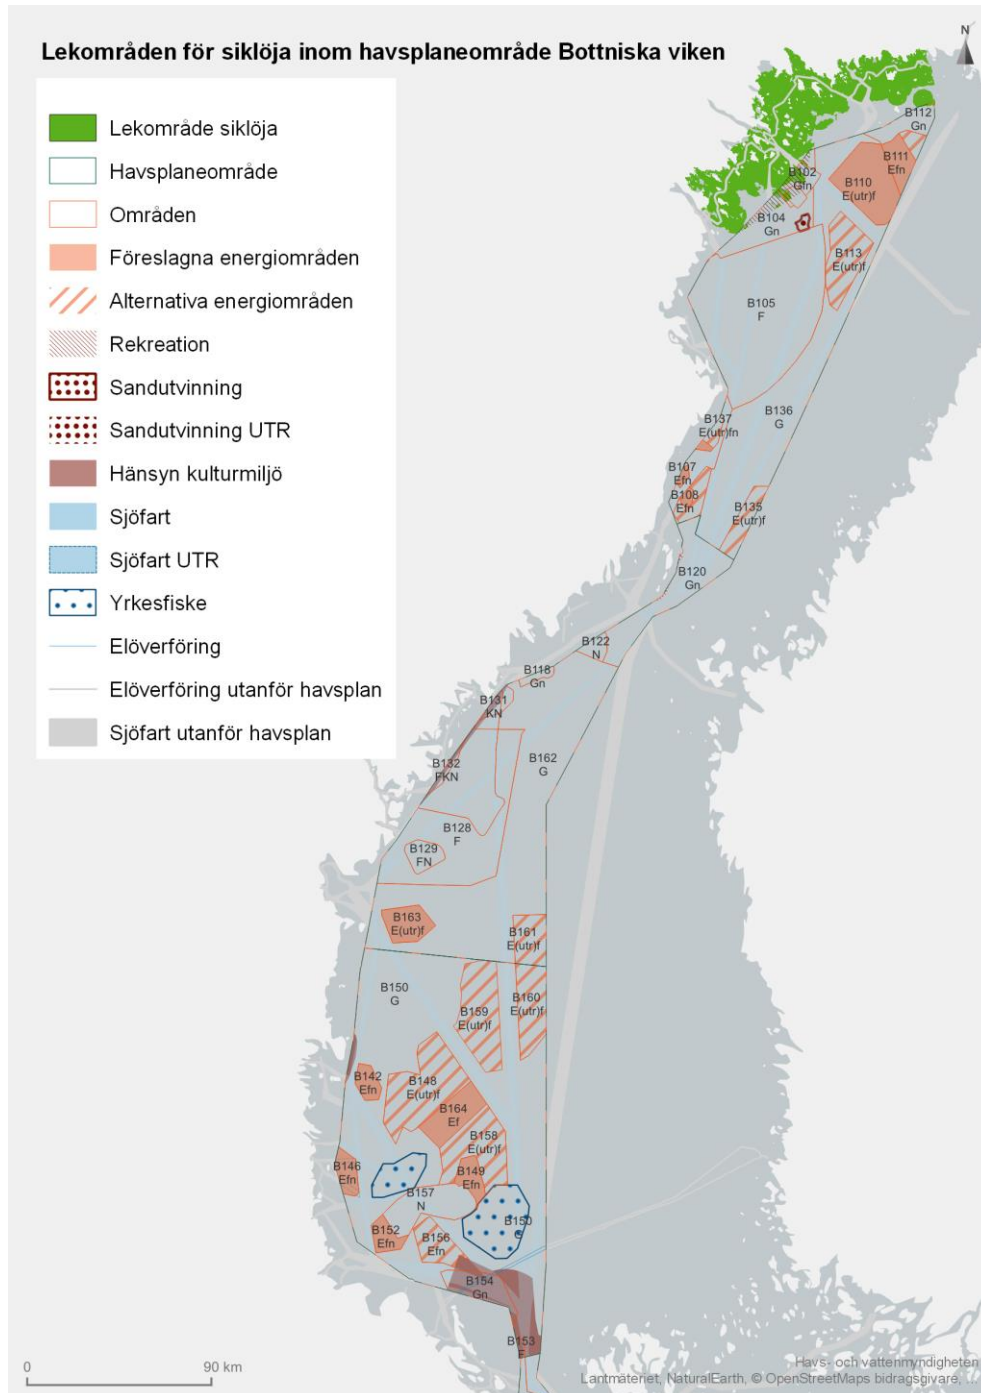 Lekområden för siklöja inom havsplaneområde Bottniska viken
N
Lekområde siklöja
Havsplaneområde
Områden
Föreslagna energiområden
Alternativa energiområden
Rekreation
Sandutvinning
Sandutvinning UTR
Hänsyn kulturmiljö
Sjöfart
Sjöfart UTR
Yrkesfiske
Elöverföring
Elöverföring utanför havsplan
Sjöfart utanför havsplan
B112
Gn
B111
Efn
B102
Gfn
B110
E(utr)f
B104
Gn
B113
E(utr)f
B105
F
B136
G
B137
E(utr)fn
B107
Efn
B108
Efn
B135
E(utr)f
B120
Gn
B122
N
B118
Gn
B131
KN
B162
G
B132
FKN
B128
F
B129
FN
B163
E(utr)f
B161
E(utr)f
B150
G
B160
E(utr)f
B159
E(utr)f
B142
Efn
B148
E(utr)f
B164
Ef
B158
E(utr)f
B146
Efn
B149
Efn
B157
N
B150
G
B152
Efn
B156
Efn
B154
Gn
B153
F
0 90 km
Havs- och vattenmyndigheten
Lantmäteriet, NaturalEarth, © OpenStreetMaps bidragsgivare, ...